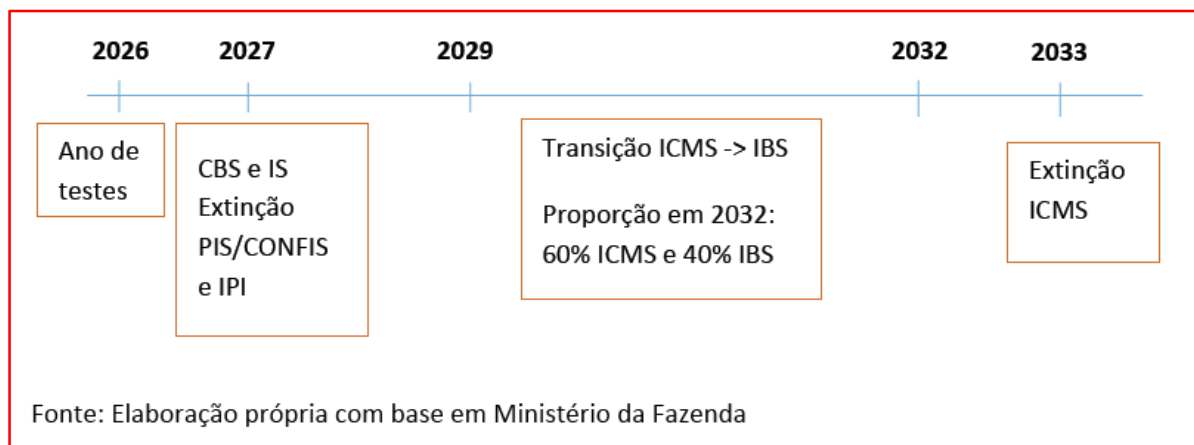 2026
2027
2029
2032
2033
Ano de
testes
CBS e IS
Extinção
PIS/CONFIS
e IPI
Transição ICMS -> IBS
Proporção em 2032:
60% ICMS e 40% IBS
Extinção
ICMS
Fonte: Elaboração própria com base em Ministério da Fazenda